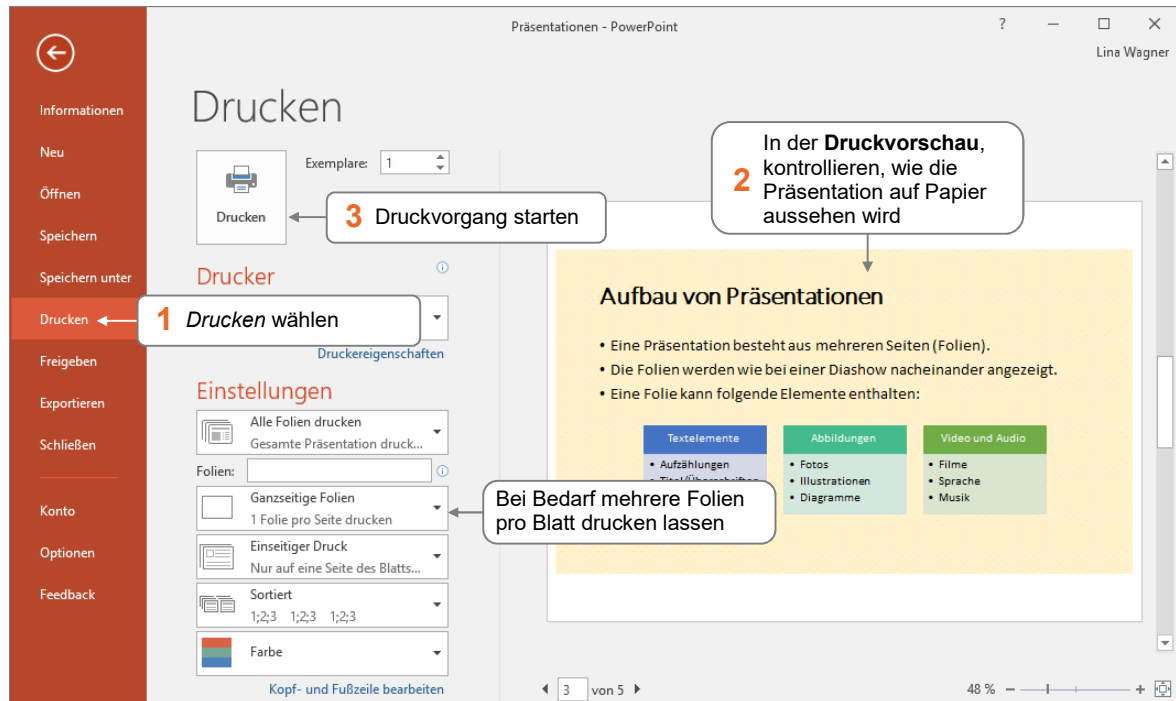 Präsentationen - PowerPoint
?
Lina Wagner
Informationen
Neu
Öffnen
Speichern
Speichern unter
Drucken
Freigeben
Exportieren
Schließen
Konto
Optionen
Feedback
Drucken
Exemplare: 1
Drucken
3 Druckvorgang starten
Drucker
1 Drucken wählen
Druckereigenschaften
Einstellungen
Alle Folien drucken
Gesamte Präsentation druck...
Folien:
Ganzseitige Folien
1 Folie pro Seite drucken
Bei Bedarf mehrere Folien
pro Blatt drucken lassen
Einseitiger Druck
Nur auf eine Seite des Blatts...
Sortiert
1;2;3 1;2;3 1;2;3
Farbe
Kopf- und Fußzeile bearbeiten
2 In der Druckvorschau,
kontrollieren, wie die
Präsentation auf Papier
aussehen wird
Aufbau von Präsentationen
• Eine Präsentation besteht aus mehreren Seiten (Folien).
• Die Folien werden wie bei einer Diashow nacheinander angezeigt.
• Eine Folie kann folgende Elemente enthalten:
Textelemente
• Aufzählungen
Abbildungen
• Fotos
• Illustrationen
• Diagramme
Video und Audio
• Filme
• Sprache
• Musik
3 von 5
48 %